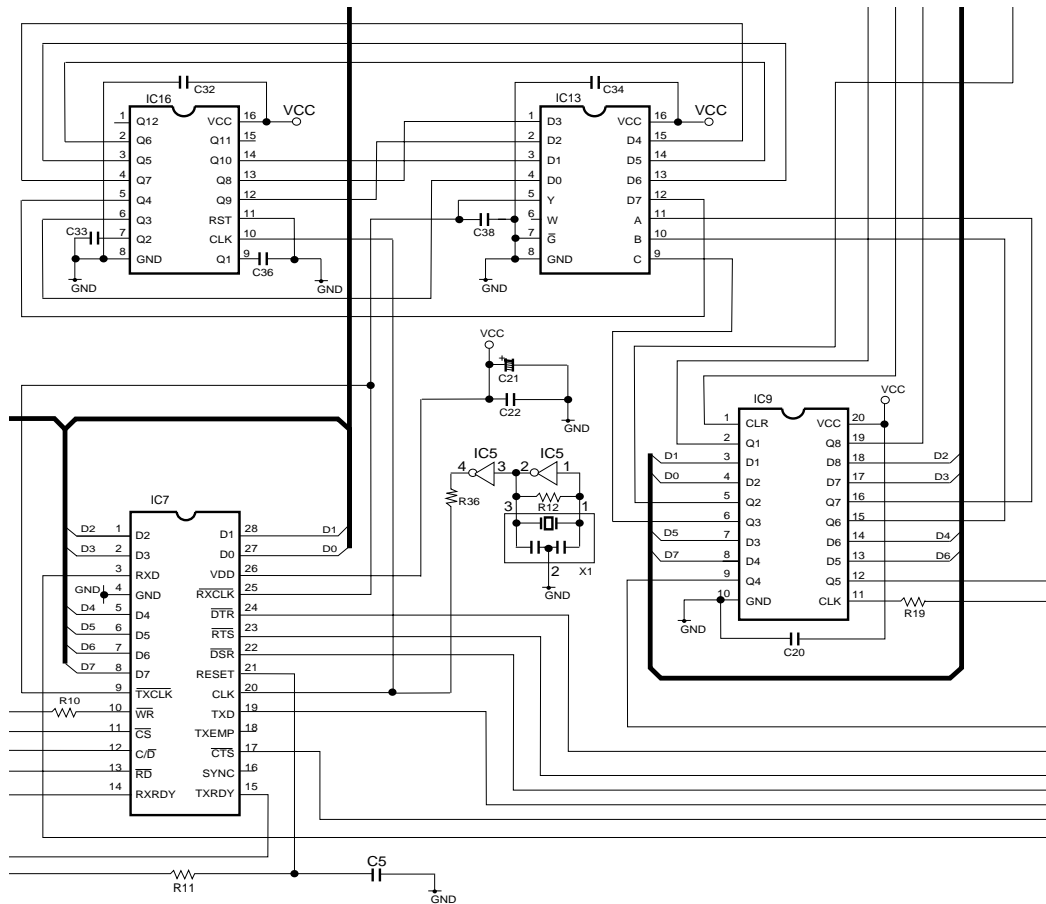 C32
IC16
VCC
1 Q12 VCC 16
2 Q6 Q11 15
3 Q5 Q10 14
4 Q7 Q8 13
5 Q4 Q9 12
6 Q3 RST 11
7 Q2 CLK 10
8 GND Q1 9
C33
C36
GND
GND
C34
IC13
VCC
1 D3 VCC 16
2 D2 D4 15
3 D1 D5 14
4 D0 D6 13
5 Y D7 12
6 W A 11
7 G B 10
8 GND C 9
C38
GND
VCC
+
C21
C22
GND
IC5 IC5
4 3 2 1
R36
R12
3 1
2 X1
GND
IC9
VCC
1 CLR VCC 20
2 Q1 Q8 19
D1 3 D1 D8 18 D2
D0 4 D2 D7 17 D3
5 Q2 Q7 16
6 Q3 Q6 15
D5 7 D3 D6 14 D4
D7 8 D4 D5 13 D6
9 Q4 Q5 12
10 GND CLK 11
R19
GND
C20
IC7
D2 1 D2 D1 28 D1
D3 2 D3 D0 27 D0
3 RXD VDD 26
GND 4 GND RXCLK 25
D4 5 D4 DTR 24
D5 6 D5 RTS 23
D6 7 D6 DSR 22
D7 8 D7 RESET 21
9 TXCLK CLK 20
R10 10 WR TXD 19
11 CS TXEMP 18
12 C/D CTS 17
13 RD SYNC 16
14 RXRDY TXRDY 15
R11
C5
GND